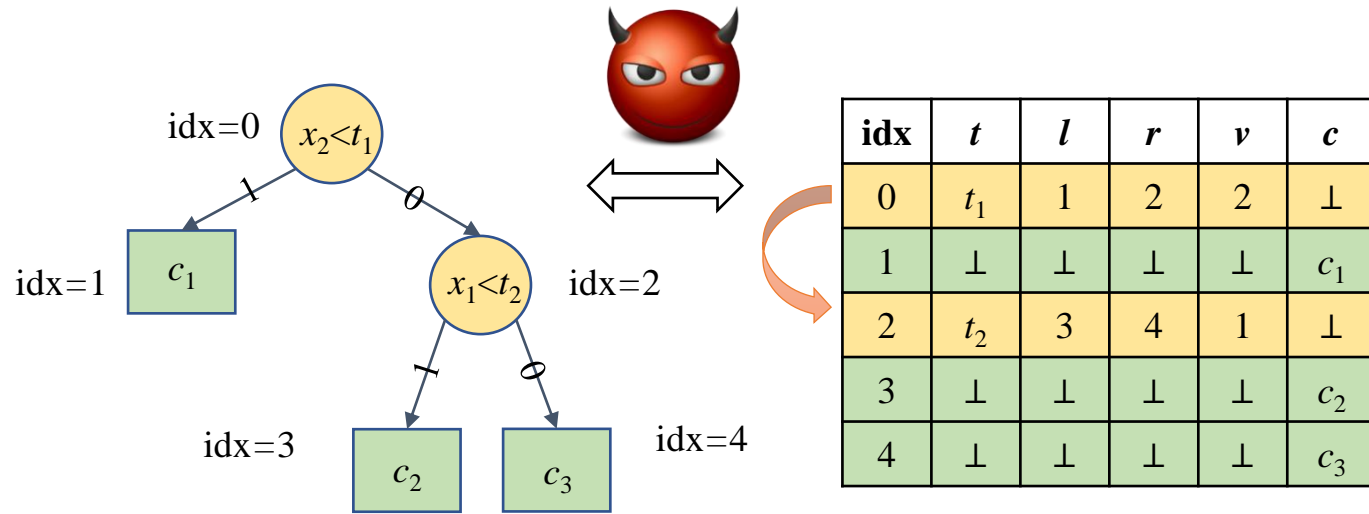 idx=0
x₂<t₁
1
0
idx=1
c₁
x₁<t₂
idx=2
1
0
idx=3
c₂
c₃
idx=4
idx t l r v c
0 t₁ 1 2 2 ⊥
1 ⊥ ⊥ ⊥ ⊥ c₁
2 t₂ 3 4 1 ⊥
3 ⊥ ⊥ ⊥ ⊥ c₂
4 ⊥ ⊥ ⊥ ⊥ c₃